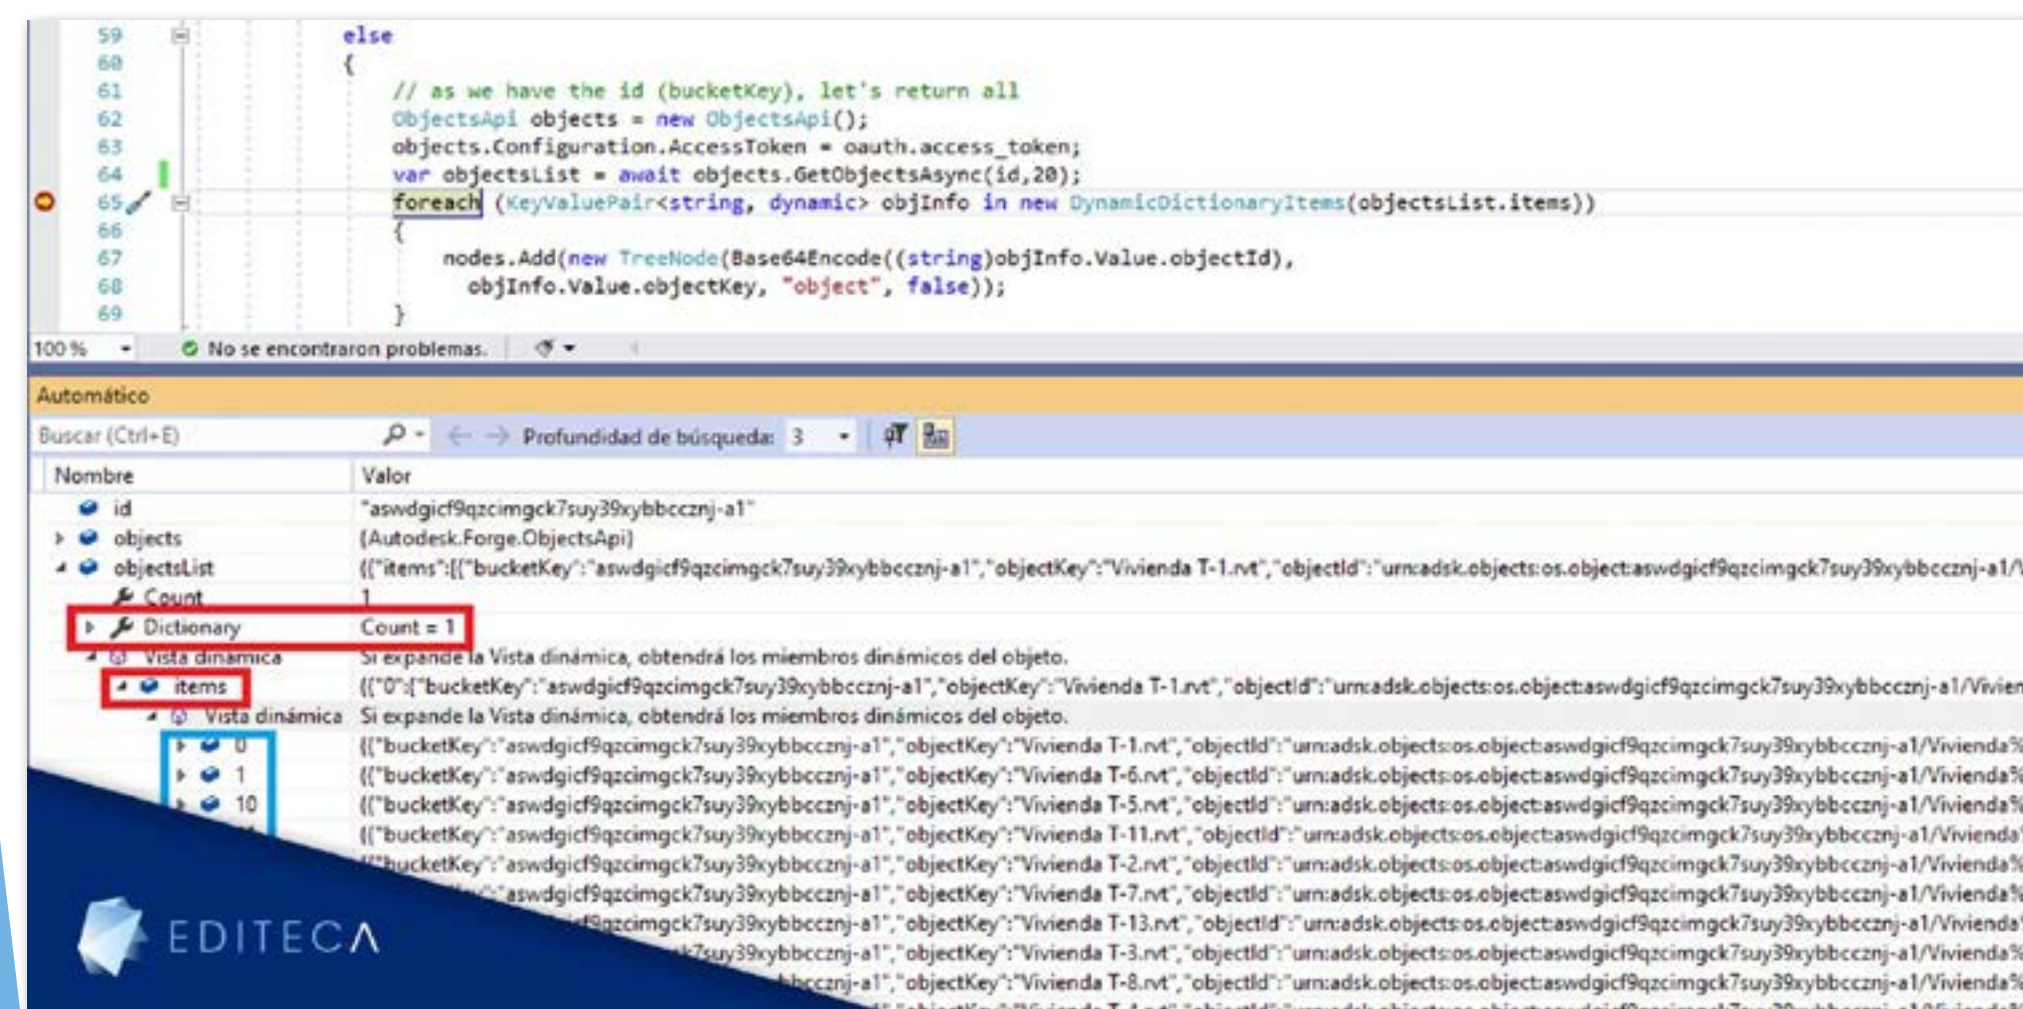 59 else
60 {
61 // as we have the id (bucketKey), let's return all
62 ObjectsApi objects = new ObjectsApi();
63 objects.Configuration.AccessToken = oauth.access_token;
64 var objectsList = await objects.GetObjectsAsync(id,20);
65 foreach (KeyValuePair<string, dynamic> objInfo in new DynamicDictionaryItems(objectsList.items))
66 {
67 nodes.Add(new TreeNode(Base64Encode((string)objInfo.Value.objectId),
68 objInfo.Value.objectKey, "object", false));
69 }
100 % No se encontraron problemas.
Automático
Buscar (Ctrl+E) Profundidad de búsqueda: 3
Nombre Valor
id "aswdgicf9qzcimgck7suy39xybbccznj-a1"
objects {Autodesk.Forge.ObjectsApi}
objectsList {{"items":[{"bucketKey":"aswdgicf9qzcimgck7suy39xybbccznj-a1","objectKey":"Vivienda T-1.rvt","objectId":"urn:adsk.objects:os.object:aswdgicf9qzcimgck7suy39xybbccznj-a1/V
Count 1
Dictionary Count = 1
Vista dinámica Si expande la Vista dinámica, obtendrá los miembros dinámicos del objeto.
items {{"0":{"bucketKey":"aswdgicf9qzcimgck7suy39xybbccznj-a1","objectKey":"Vivienda T-1.rvt","objectId":"urn:adsk.objects:os.object:aswdgicf9qzcimgck7suy39xybbccznj-a1/Vivien
Vista dinámica Si expande la Vista dinámica, obtendrá los miembros dinámicos del objeto.
0 {{"bucketKey":"aswdgicf9qzcimgck7suy39xybbccznj-a1","objectKey":"Vivienda T-1.rvt","objectId":"urn:adsk.objects:os.object:aswdgicf9qzcimgck7suy39xybbccznj-a1/Vivienda%
1 {{"bucketKey":"aswdgicf9qzcimgck7suy39xybbccznj-a1","objectKey":"Vivienda T-6.rvt","objectId":"urn:adsk.objects:os.object:aswdgicf9qzcimgck7suy39xybbccznj-a1/Vivienda%
10 {{"bucketKey":"aswdgicf9qzcimgck7suy39xybbccznj-a1","objectKey":"Vivienda T-5.rvt","objectId":"urn:adsk.objects:os.object:aswdgicf9qzcimgck7suy39xybbccznj-a1/Vivienda%
{{"bucketKey":"aswdgicf9qzcimgck7suy39xybbccznj-a1","objectKey":"Vivienda T-11.rvt","objectId":"urn:adsk.objects:os.object:aswdgicf9qzcimgck7suy39xybbccznj-a1/Vivienda
bucketKey":"aswdgicf9qzcimgck7suy39xybbccznj-a1","objectKey":"Vivienda T-2.rvt","objectId":"urn:adsk.objects:os.object:aswdgicf9qzcimgck7suy39xybbccznj-a1/Vivienda%
"aswdgicf9qzcimgck7suy39xybbccznj-a1","objectKey":"Vivienda T-7.rvt","objectId":"urn:adsk.objects:os.object:aswdgicf9qzcimgck7suy39xybbccznj-a1/Vivienda%
f9qzcimgck7suy39xybbccznj-a1","objectKey":"Vivienda T-13.rvt","objectId":"urn:adsk.objects:os.object:aswdgicf9qzcimgck7suy39xybbccznj-a1/Vivienda
7suy39xybbccznj-a1","objectKey":"Vivienda T-3.rvt","objectId":"urn:adsk.objects:os.object:aswdgicf9qzcimgck7suy39xybbccznj-a1/Vivienda%
bccznj-a1","objectKey":"Vivienda T-8.rvt","objectId":"urn:adsk.objects:os.object:aswdgicf9qzcimgck7suy39xybbccznj-a1/Vivienda%
EDITECA